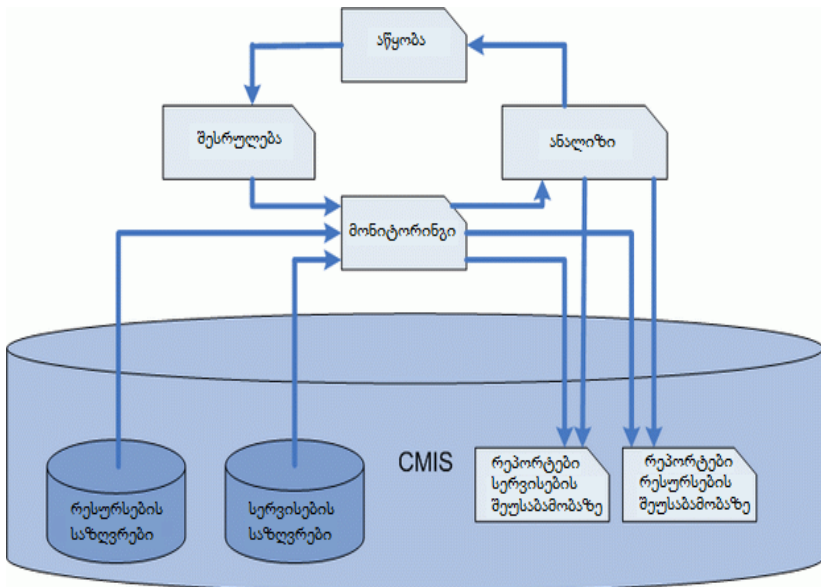 აწყობა
შესრულება
ანალიზი
მონიტორინგი
CMIS
რესურსების
საზღვრები
სერვისების
საზღვრები
რეპორტები
სერვისების
შეუსაბამობაზე
რეპორტები
რესურსების
შეუსაბამობაზე